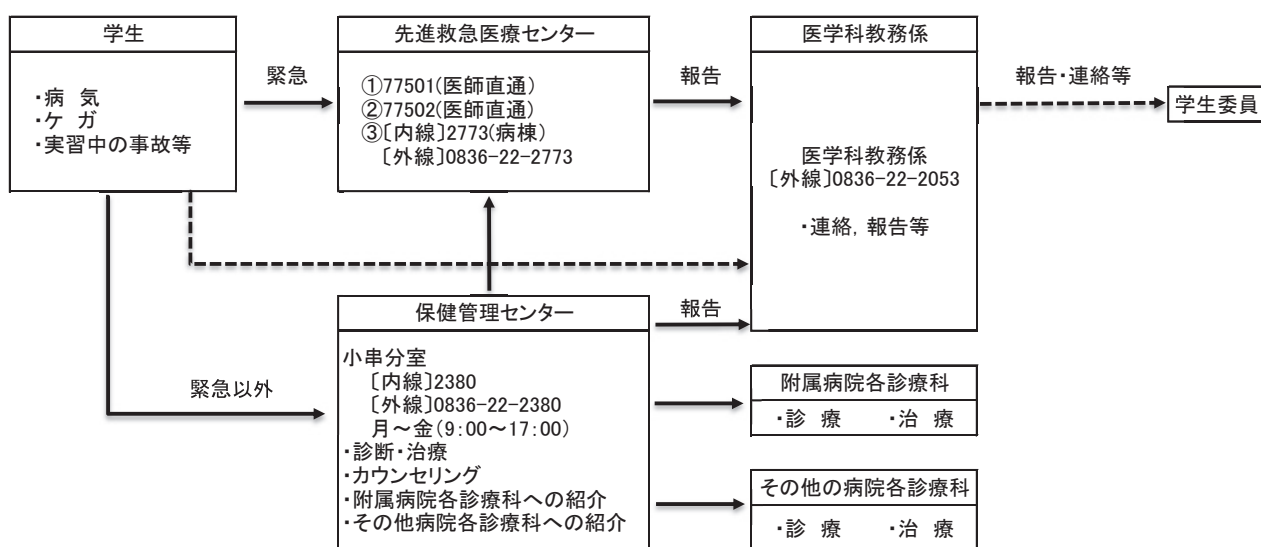 学生
・病 気
・ケ ガ
・実習中の事故等
緊急
先進救急医療センター
①77501(医師直通)
②77502(医師直通)
③〔内線〕2773(病棟)
〔外線〕0836-22-2773
報告
医学科教務係
医学科教務係
〔外線〕0836-22-2053
・連絡, 報告等
報告・連絡等
学生委員
緊急以外
保健管理センター
小串分室
〔内線〕2380
〔外線〕0836-22-2380
月～金(9:00～17:00)
・診断・治療
・カウンセリング
・附属病院各診療科への紹介
・その他病院各診療科への紹介
報告
附属病院各診療科
・診 療 ・治 療
その他の病院各診療科
・診 療 ・治 療